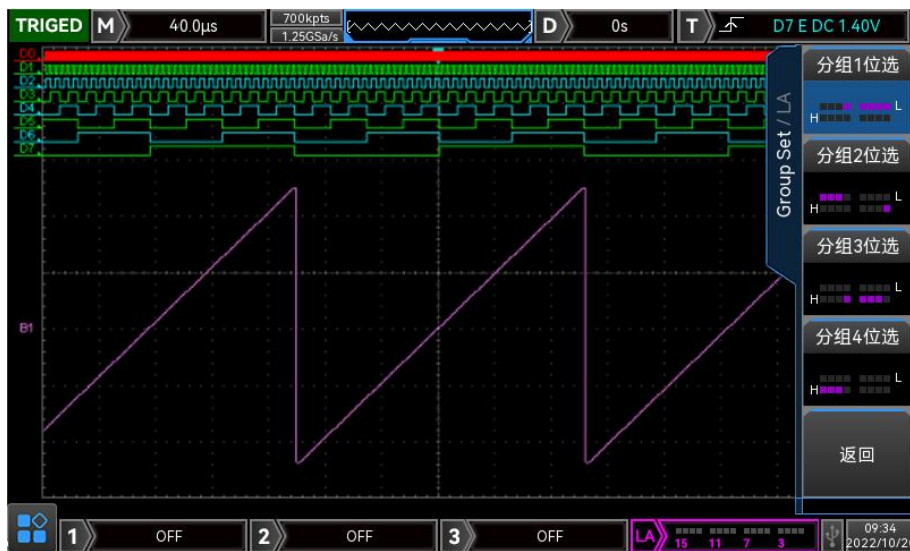 TRIGED M 40.0μs 700kpts D 0s T D7 E DC 1.40V
1.25GSa/s
D0
D1
D2
D3
D4
D5
D6
D7
B1
Group Set / LA
分组1位选
L
H
分组2位选
L
H
分组3位选
L
H
分组4位选
L
H
返回
1 OFF 2 OFF 3 OFF LA 15 11 7 3
09:34
2022/10/20